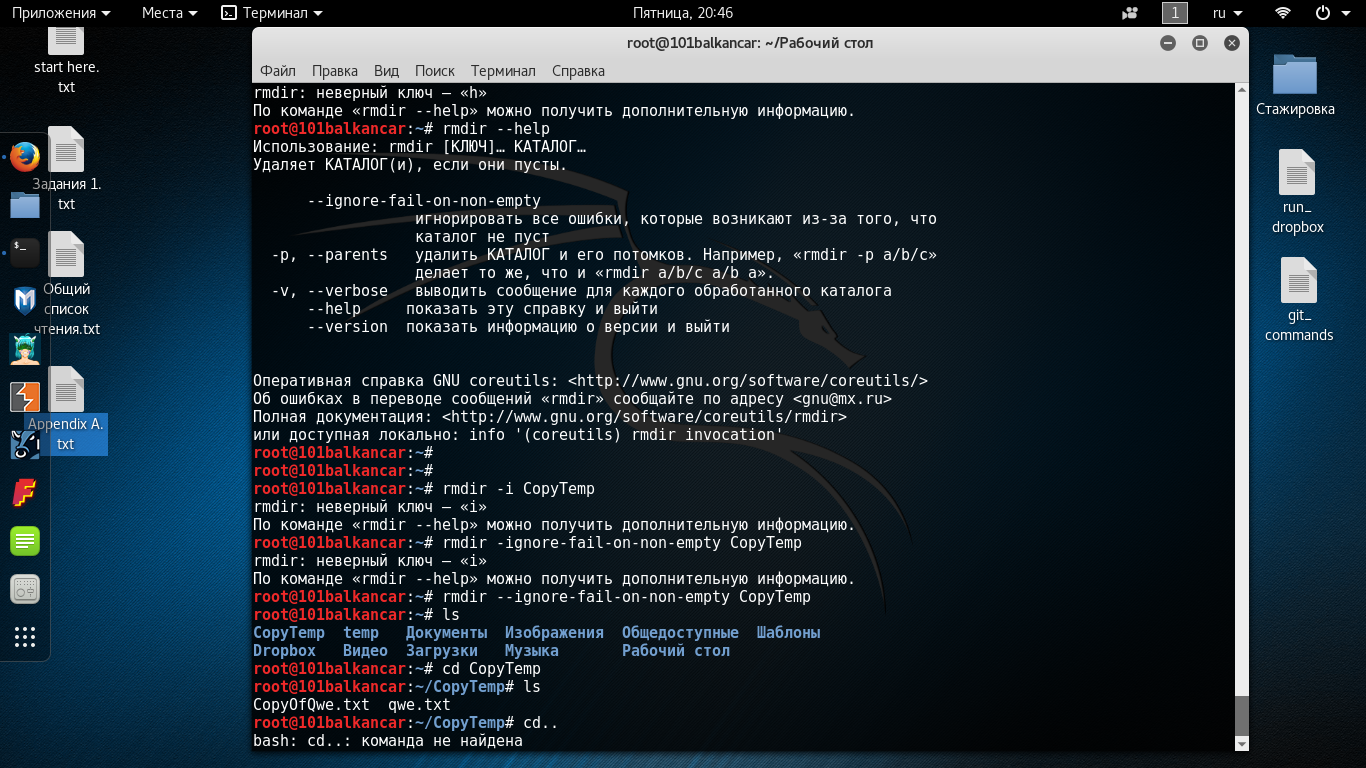 Приложения Места Терминал Пятница, 20:46 1 ru
start here.
txt
Задания 1.
txt
Общий
список
чтения.txt
Appendix A.
txt
root@101balkancar: ~/Рабочий стол
Файл Правка Вид Поиск Терминал Справка
rmdir: неверный ключ — «h»
По команде «rmdir --help» можно получить дополнительную информацию.
root@101balkancar:~# rmdir --help
Использование: rmdir [КЛЮЧ]… КАТАЛОГ…
Удаляет КАТАЛОГ(и), если они пусты.
--ignore-fail-on-non-empty
игнорировать все ошибки, которые возникают из-за того, что
каталог не пуст
-p, --parents удалить КАТАЛОГ и его потомков. Например, «rmdir -p a/b/c»
делает то же, что и «rmdir a/b/c a/b a».
-v, --verbose выводить сообщение для каждого обработанного каталога
--help показать эту справку и выйти
--version показать информацию о версии и выйти
Оперативная справка GNU coreutils: <http://www.gnu.org/software/coreutils/>
Об ошибках в переводе сообщений «rmdir» сообщайте по адресу <gnu@mx.ru>
Полная документация: <http://www.gnu.org/software/coreutils/rmdir>
или доступная локально: info '(coreutils) rmdir invocation'
root@101balkancar:~#
root@101balkancar:~#
root@101balkancar:~# rmdir -i CopyTemp
rmdir: неверный ключ — «i»
По команде «rmdir --help» можно получить дополнительную информацию.
root@101balkancar:~# rmdir -ignore-fail-on-non-empty CopyTemp
rmdir: неверный ключ — «i»
По команде «rmdir --help» можно получить дополнительную информацию.
root@101balkancar:~# rmdir --ignore-fail-on-non-empty CopyTemp
root@101balkancar:~# ls
CopyTemp temp Документы Изображения Общедоступные Шаблоны
Dropbox Видео Загрузки Музыка Рабочий стол
root@101balkancar:~# cd CopyTemp
root@101balkancar:~/CopyTemp# ls
CopyOfQwe.txt qwe.txt
root@101balkancar:~/CopyTemp# cd..
bash: cd..: команда не найдена
Стажировка
run_
dropbox
git_
commands